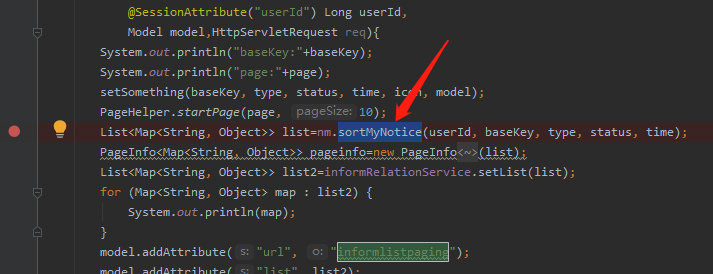 @SessionAttribute("userId") Long userId,
Model model,HttpServletRequest req){
System.out.println("baseKey:"+baseKey);
System.out.println("page:"+page);
setSomething(baseKey, type, status, time, icon, model);
PageHelper.startPage(page, pageSize: 10);
List<Map<String, Object>> list=nm.sortMyNotice(userId, baseKey, type, status, time);
PageInfo<Map<String, Object>> pageinfo=new PageInfo<~>(list);
List<Map<String, Object>> list2=informRelationService.setList(list);
for (Map<String, Object> map : list2) {
System.out.println(map);
}
model.addAttribute( s: "url", o: "informlistpaging");
model.addAttribute( s: "list", list2);